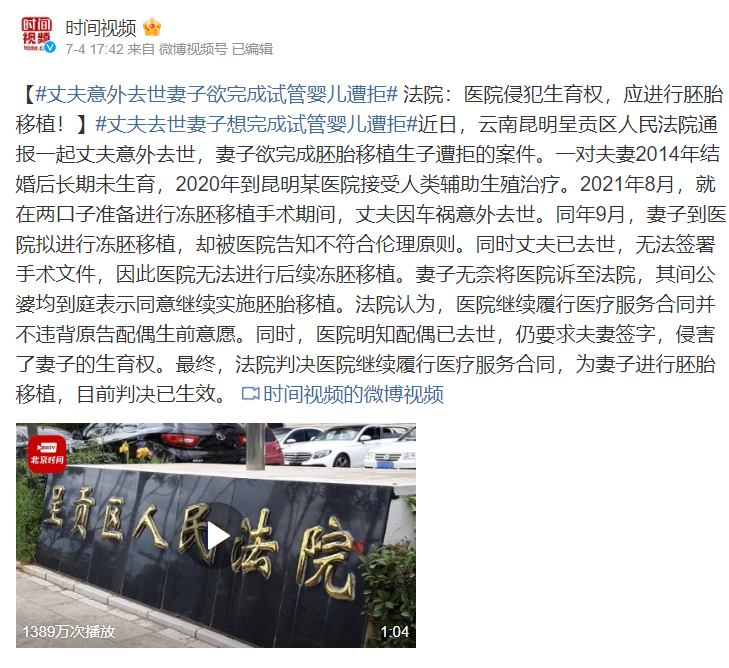 时间视频
时间视频
7-4 17:42 来自 微博视频号 已编辑
【#丈夫意外去世妻子欲完成试管婴儿遭拒# 法院：医院侵犯生育权，应进行胚胎
移植！】#丈夫去世妻子想完成试管婴儿遭拒#近日，云南昆明呈贡区人民法院通
报一起丈夫意外去世，妻子欲完成胚胎移植生子遭拒的案件。一对夫妻2014年结
婚后长期未生育，2020年到昆明某医院接受人类辅助生殖治疗。2021年8月，就
在两口子准备进行冻胚移植手术期间，丈夫因车祸意外去世。同年9月，妻子到医
院拟进行冻胚移植，却被医院告知不符合伦理原则。同时丈夫已去世，无法签署
手术文件，因此医院无法进行后续冻胚移植。妻子无奈将医院诉至法院，其间公
婆均到庭表示同意继续实施胚胎移植。法院认为，医院继续履行医疗服务合同并
不违背原告配偶生前意愿。同时，医院明知配偶已去世，仍要求夫妻签字，侵害
了妻子的生育权。最终，法院判决医院继续履行医疗服务合同，为妻子进行胚胎
移植，目前判决已生效。 时间视频的微博视频
BRTV
北京时间
呈贡区人民法院
1389万次播放
1:04